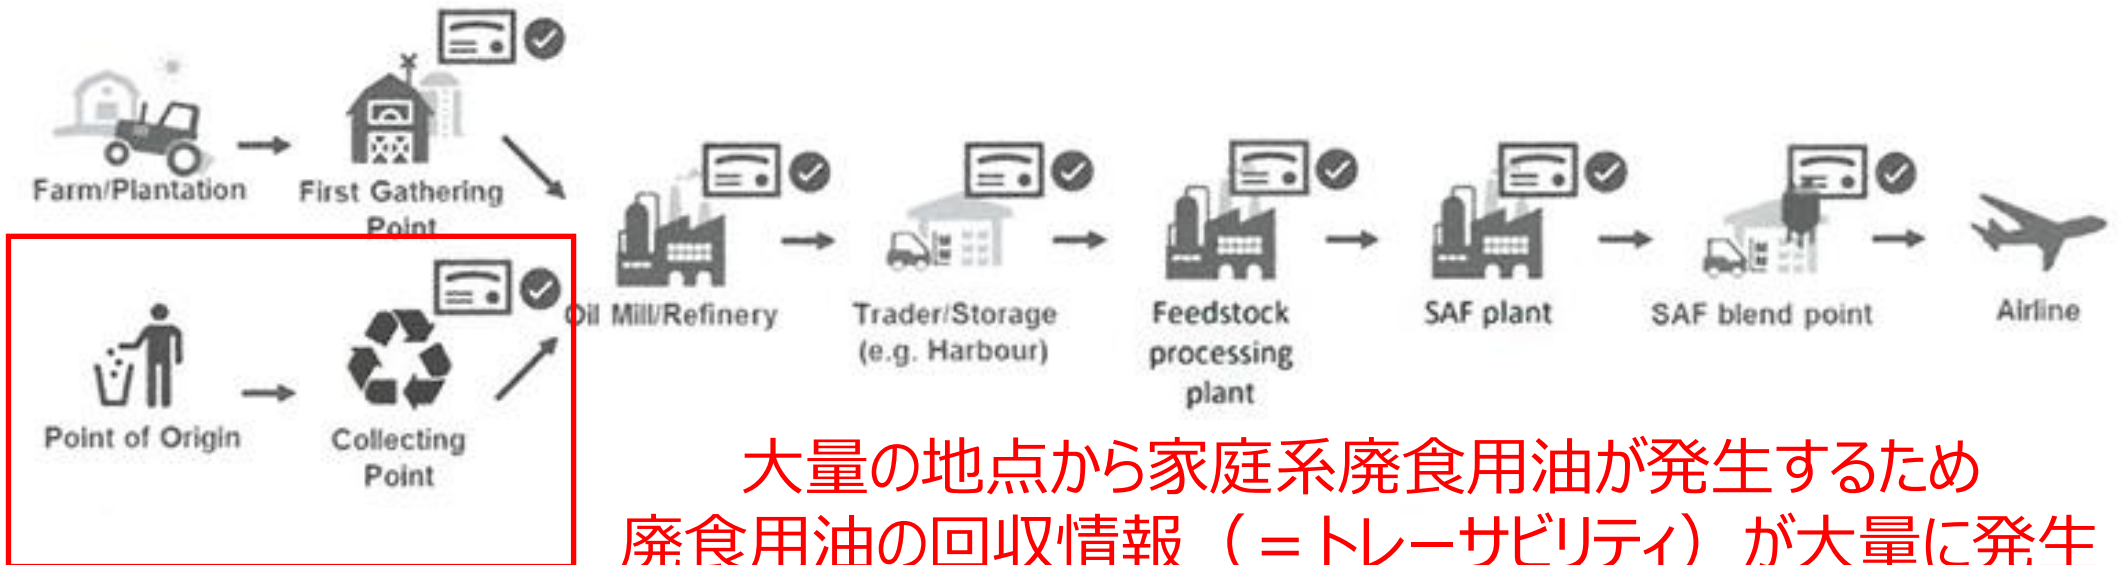 Farm/Plantation
First Gathering
Point
Point of Origin
Collecting
Point
Oil Mill/Refinery
Trader/Storage
(e.g. Harbour)
Feedstock
processing
plant
SAF plant
SAF blend point
Airline
大量の地点から家庭系廃食用油が発生するため
廃食用油の回収情報（＝トレーサビリティ）が大量に発生